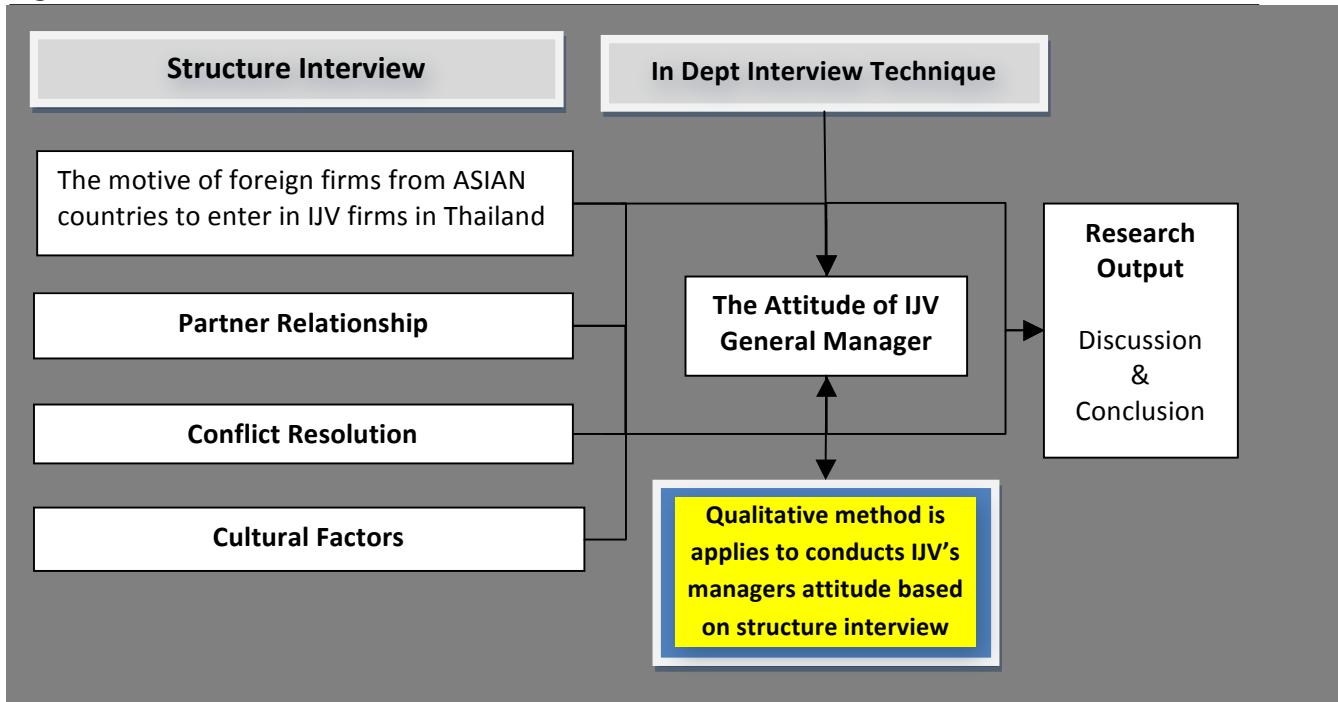 Structure Interview
In Dept Interview Technique
The motive of foreign firms from ASIAN
countries to enter in IJV firms in Thailand
Partner Relationship
Conflict Resolution
Cultural Factors
The Attitude of IJV
General Manager
Qualitative method is
applies to conducts IJV’s
managers attitude based
on structure interview
Research
Output
Discussion
&
Conclusion